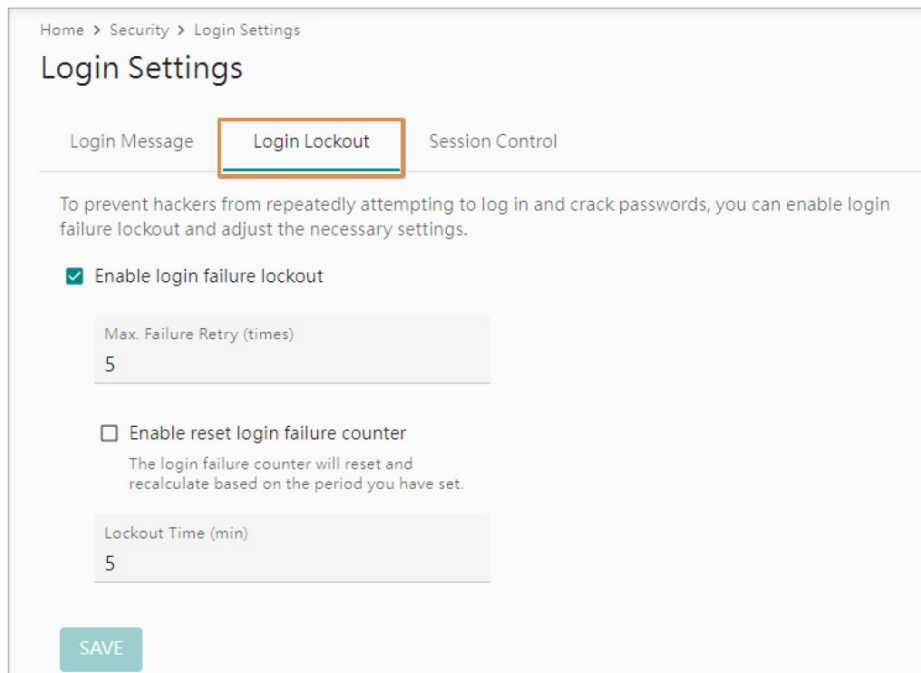 Home > Security > Login Settings
Login Settings
Login Message Login Lockout Session Control
To prevent hackers from repeatedly attempting to log in and crack passwords, you can enable login
failure lockout and adjust the necessary settings.
Enable login failure lockout
Max. Failure Retry (times)
5
Enable reset login failure counter
The login failure counter will reset and
recalculate based on the period you have set.
Lockout Time (min)
5
SAVE